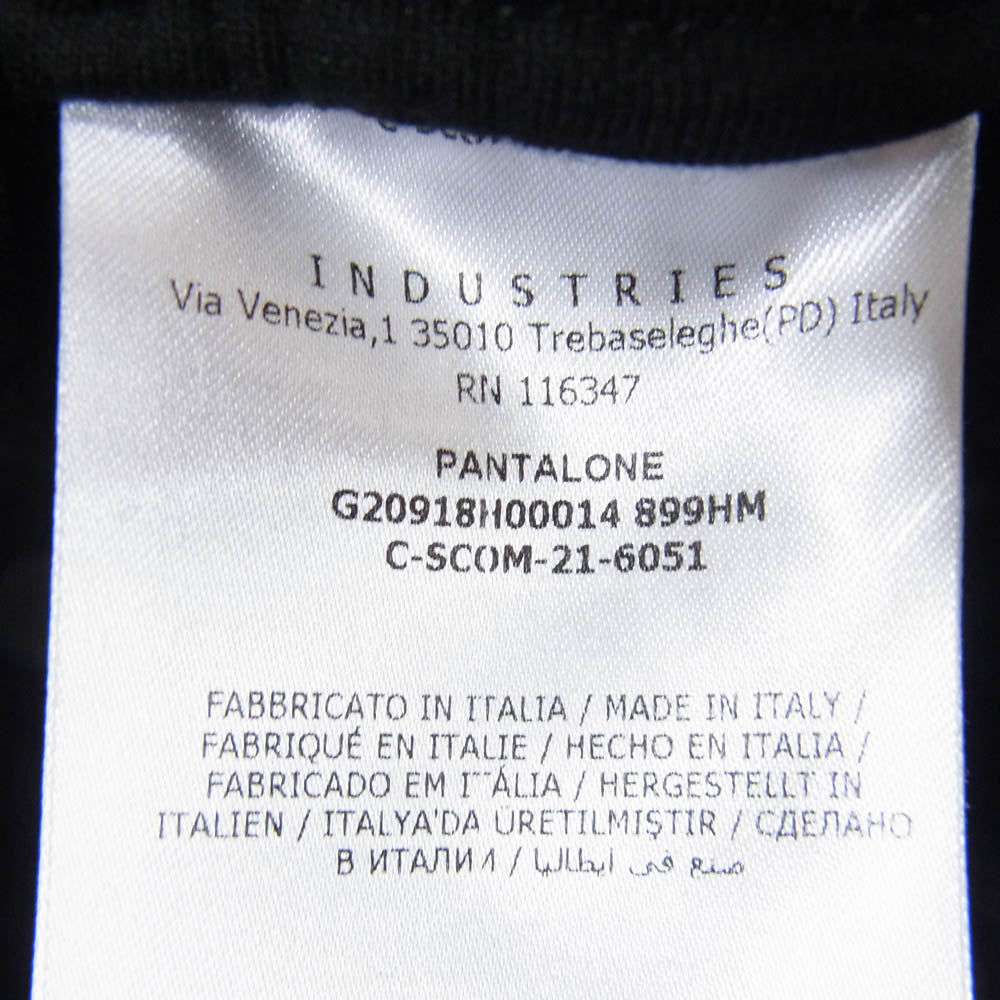 INDUSTRIES
Via Venezia,1 35010 Trebaseleghe(PD) Italy
RN 116347
PANTALONE
G20918H00014 899HM
C-SCOM-21-6051
FABBRICATO IN ITALIA / MADE IN ITALY /
FABRIQUÉ EN ITALIE / HECHO EN ITALIA /
FABRICADO EM ITÁLIA / HERGESTELLT IN
ITALIEN / ITALYA'DA ÜRETILMIŞTIR / СДЕЛАНО
В ИТАЛИИ / صنع في ايطاليا